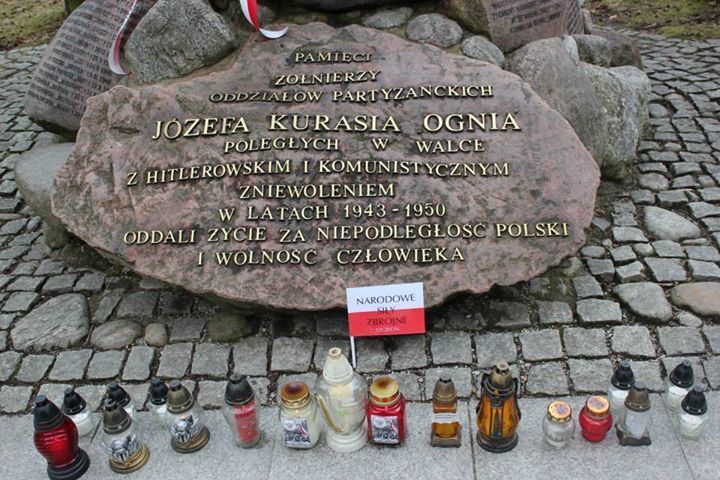 PAMIĘCI
ŻOŁNIERZY
ODDZIAŁÓW PARTYZANCKICH
JÓZEFA KURASIA OGNIA
POLEGŁYCH W WALCE
Z HITLEROWSKIM I KOMUNISTYCZNYM
ZNIEWOLENIEM
W LATACH 1943-1950
ODDALI ŻYCIE ZA NIEPODLEGŁOŚĆ POLSKI
I WOLNOŚĆ CZŁOWIEKA
NARODOWE
SIŁY
ZBROJNE
SZCZECIN